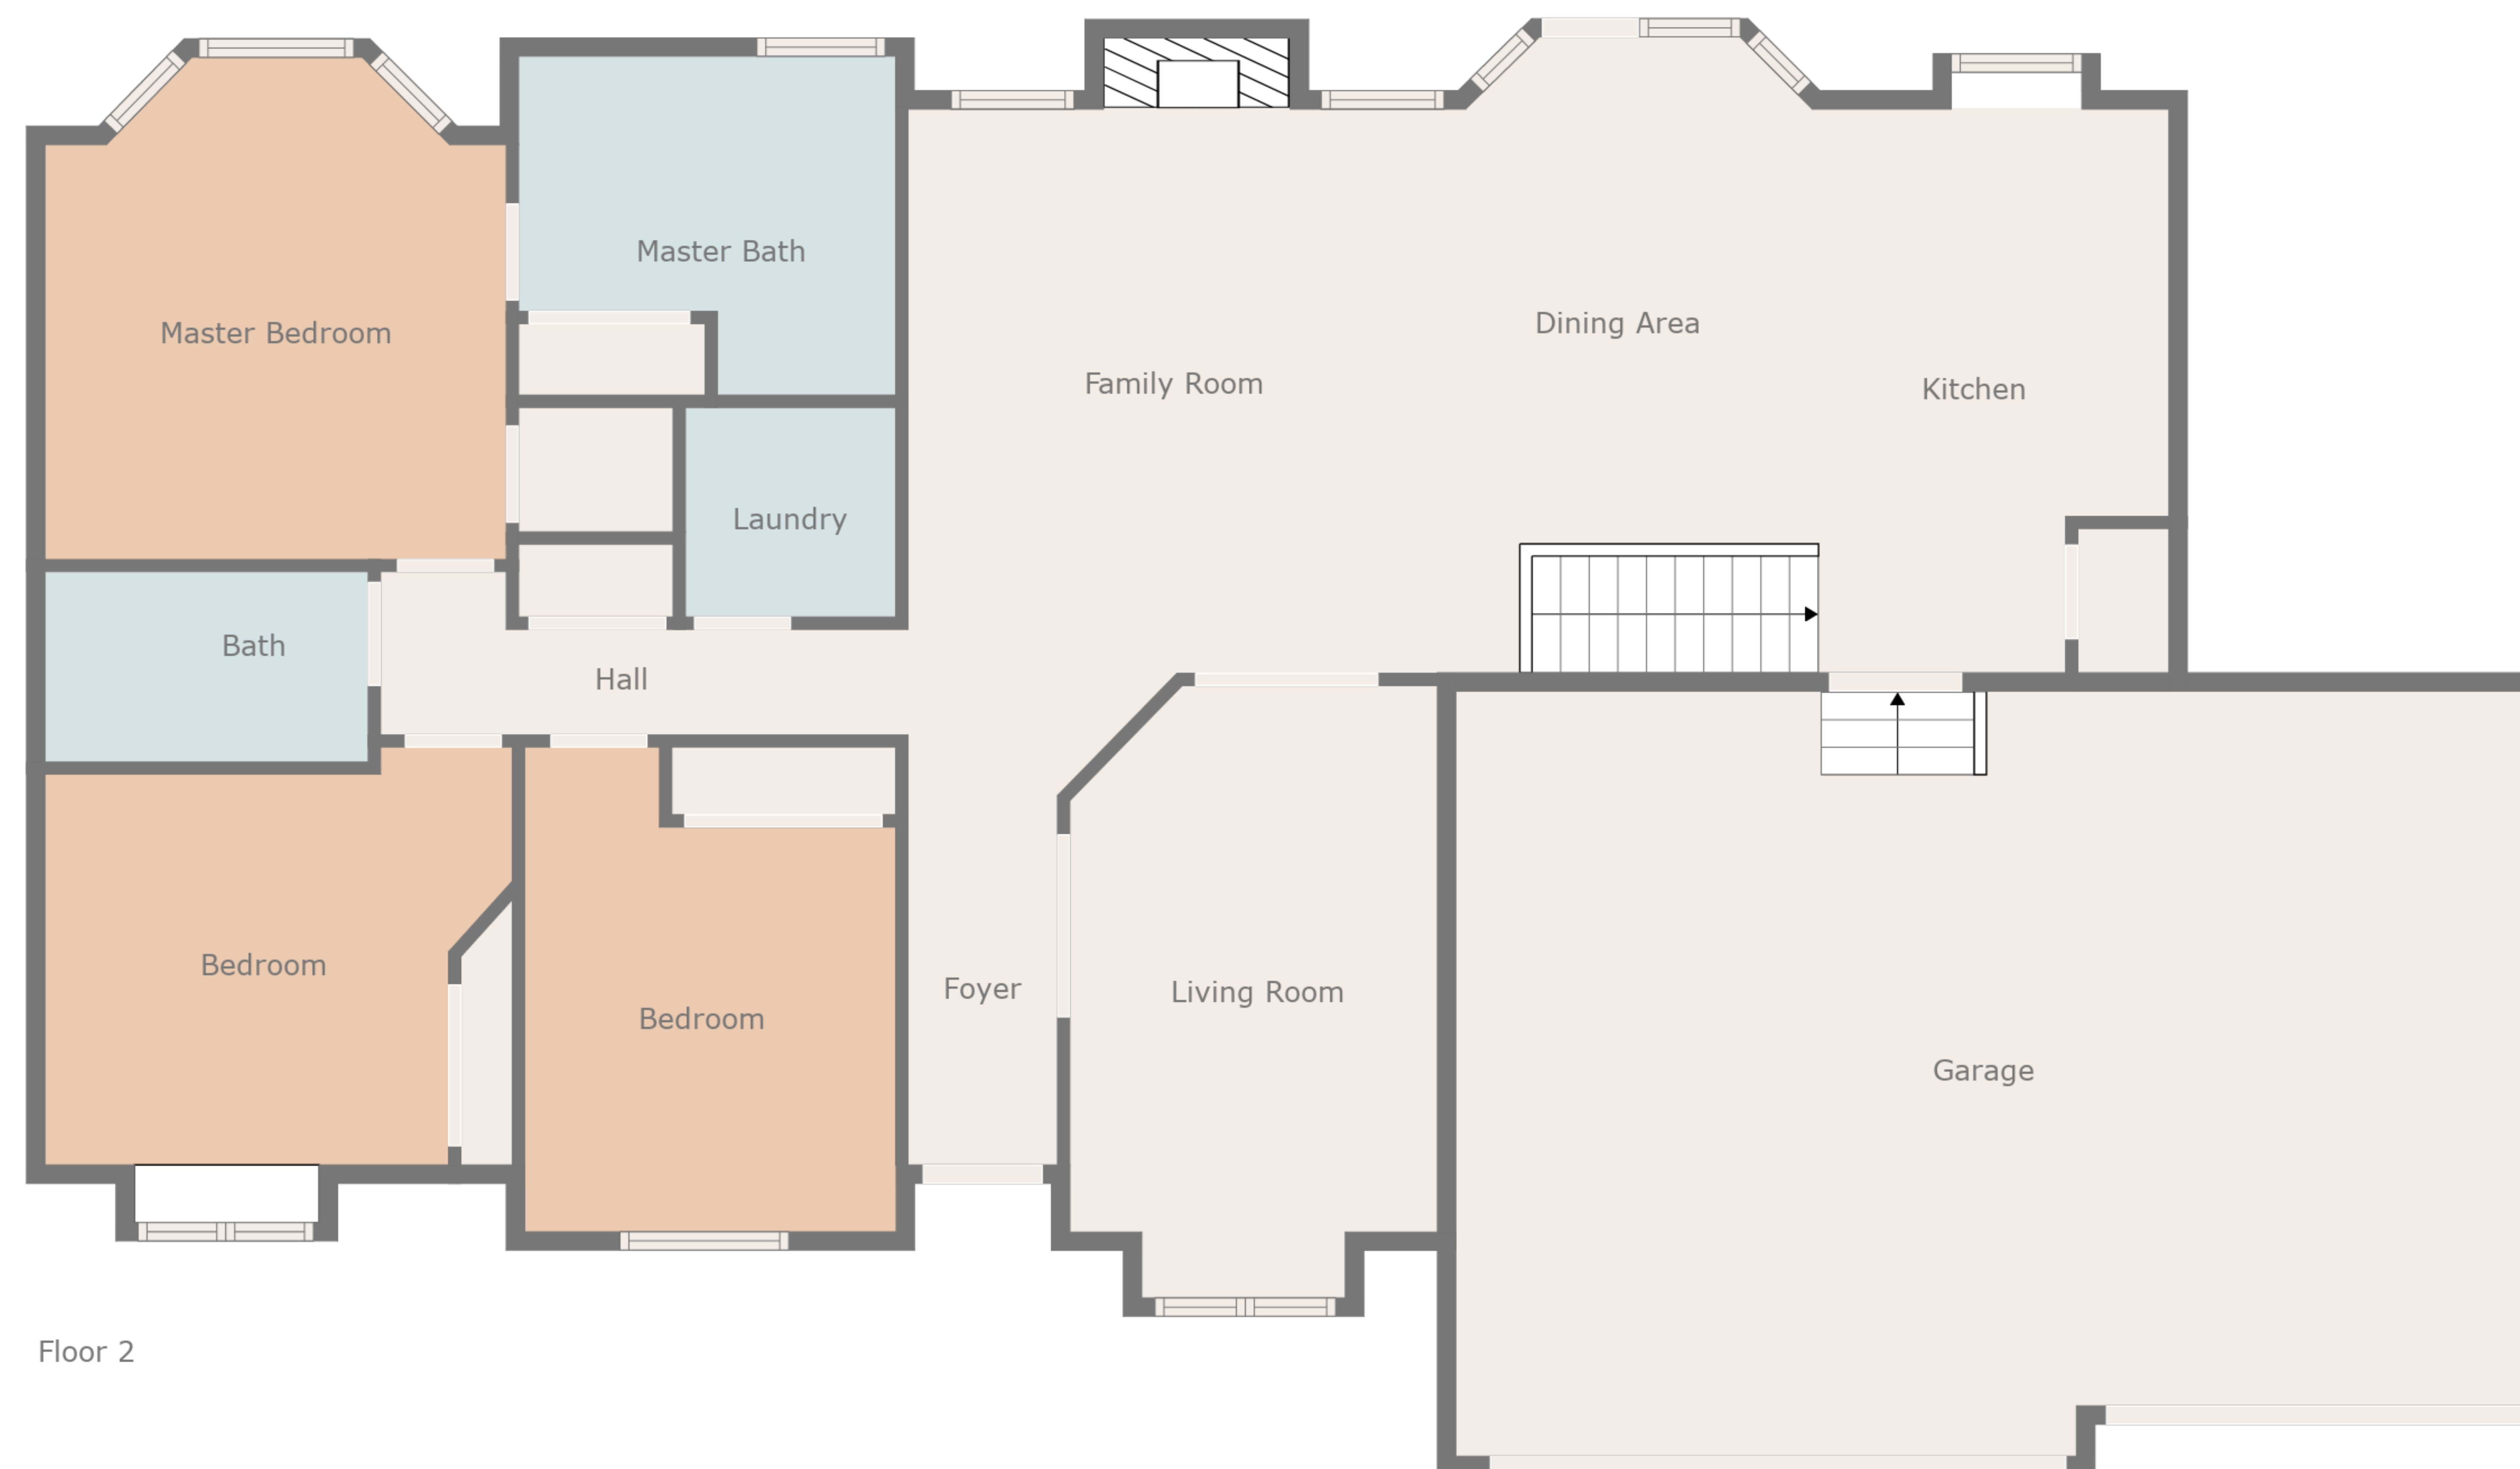 Master Bath
Dining Area
Master Bedroom
Family Room
Kitchen
Laundry
Bath
Hall
Bedroom
Foyer
Living Room
Bedroom
Garage
Floor 2